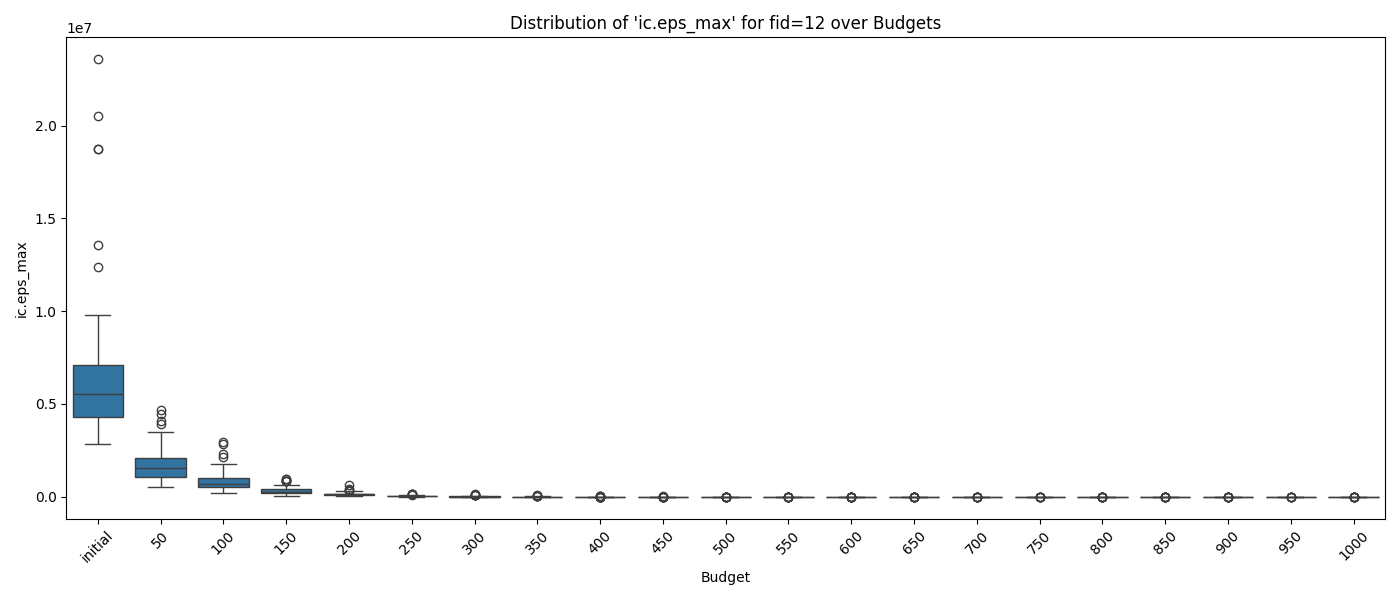 Distribution of 'ic.eps_max' for fid=12 over Budgets
1e7
2.0
1.5
1.0
0.5
0.0
ic.eps_max
initial 50 100 150 200 250 300 350 400 450 500 550 600 650 700 750 800 850 900 950 1000
Budget